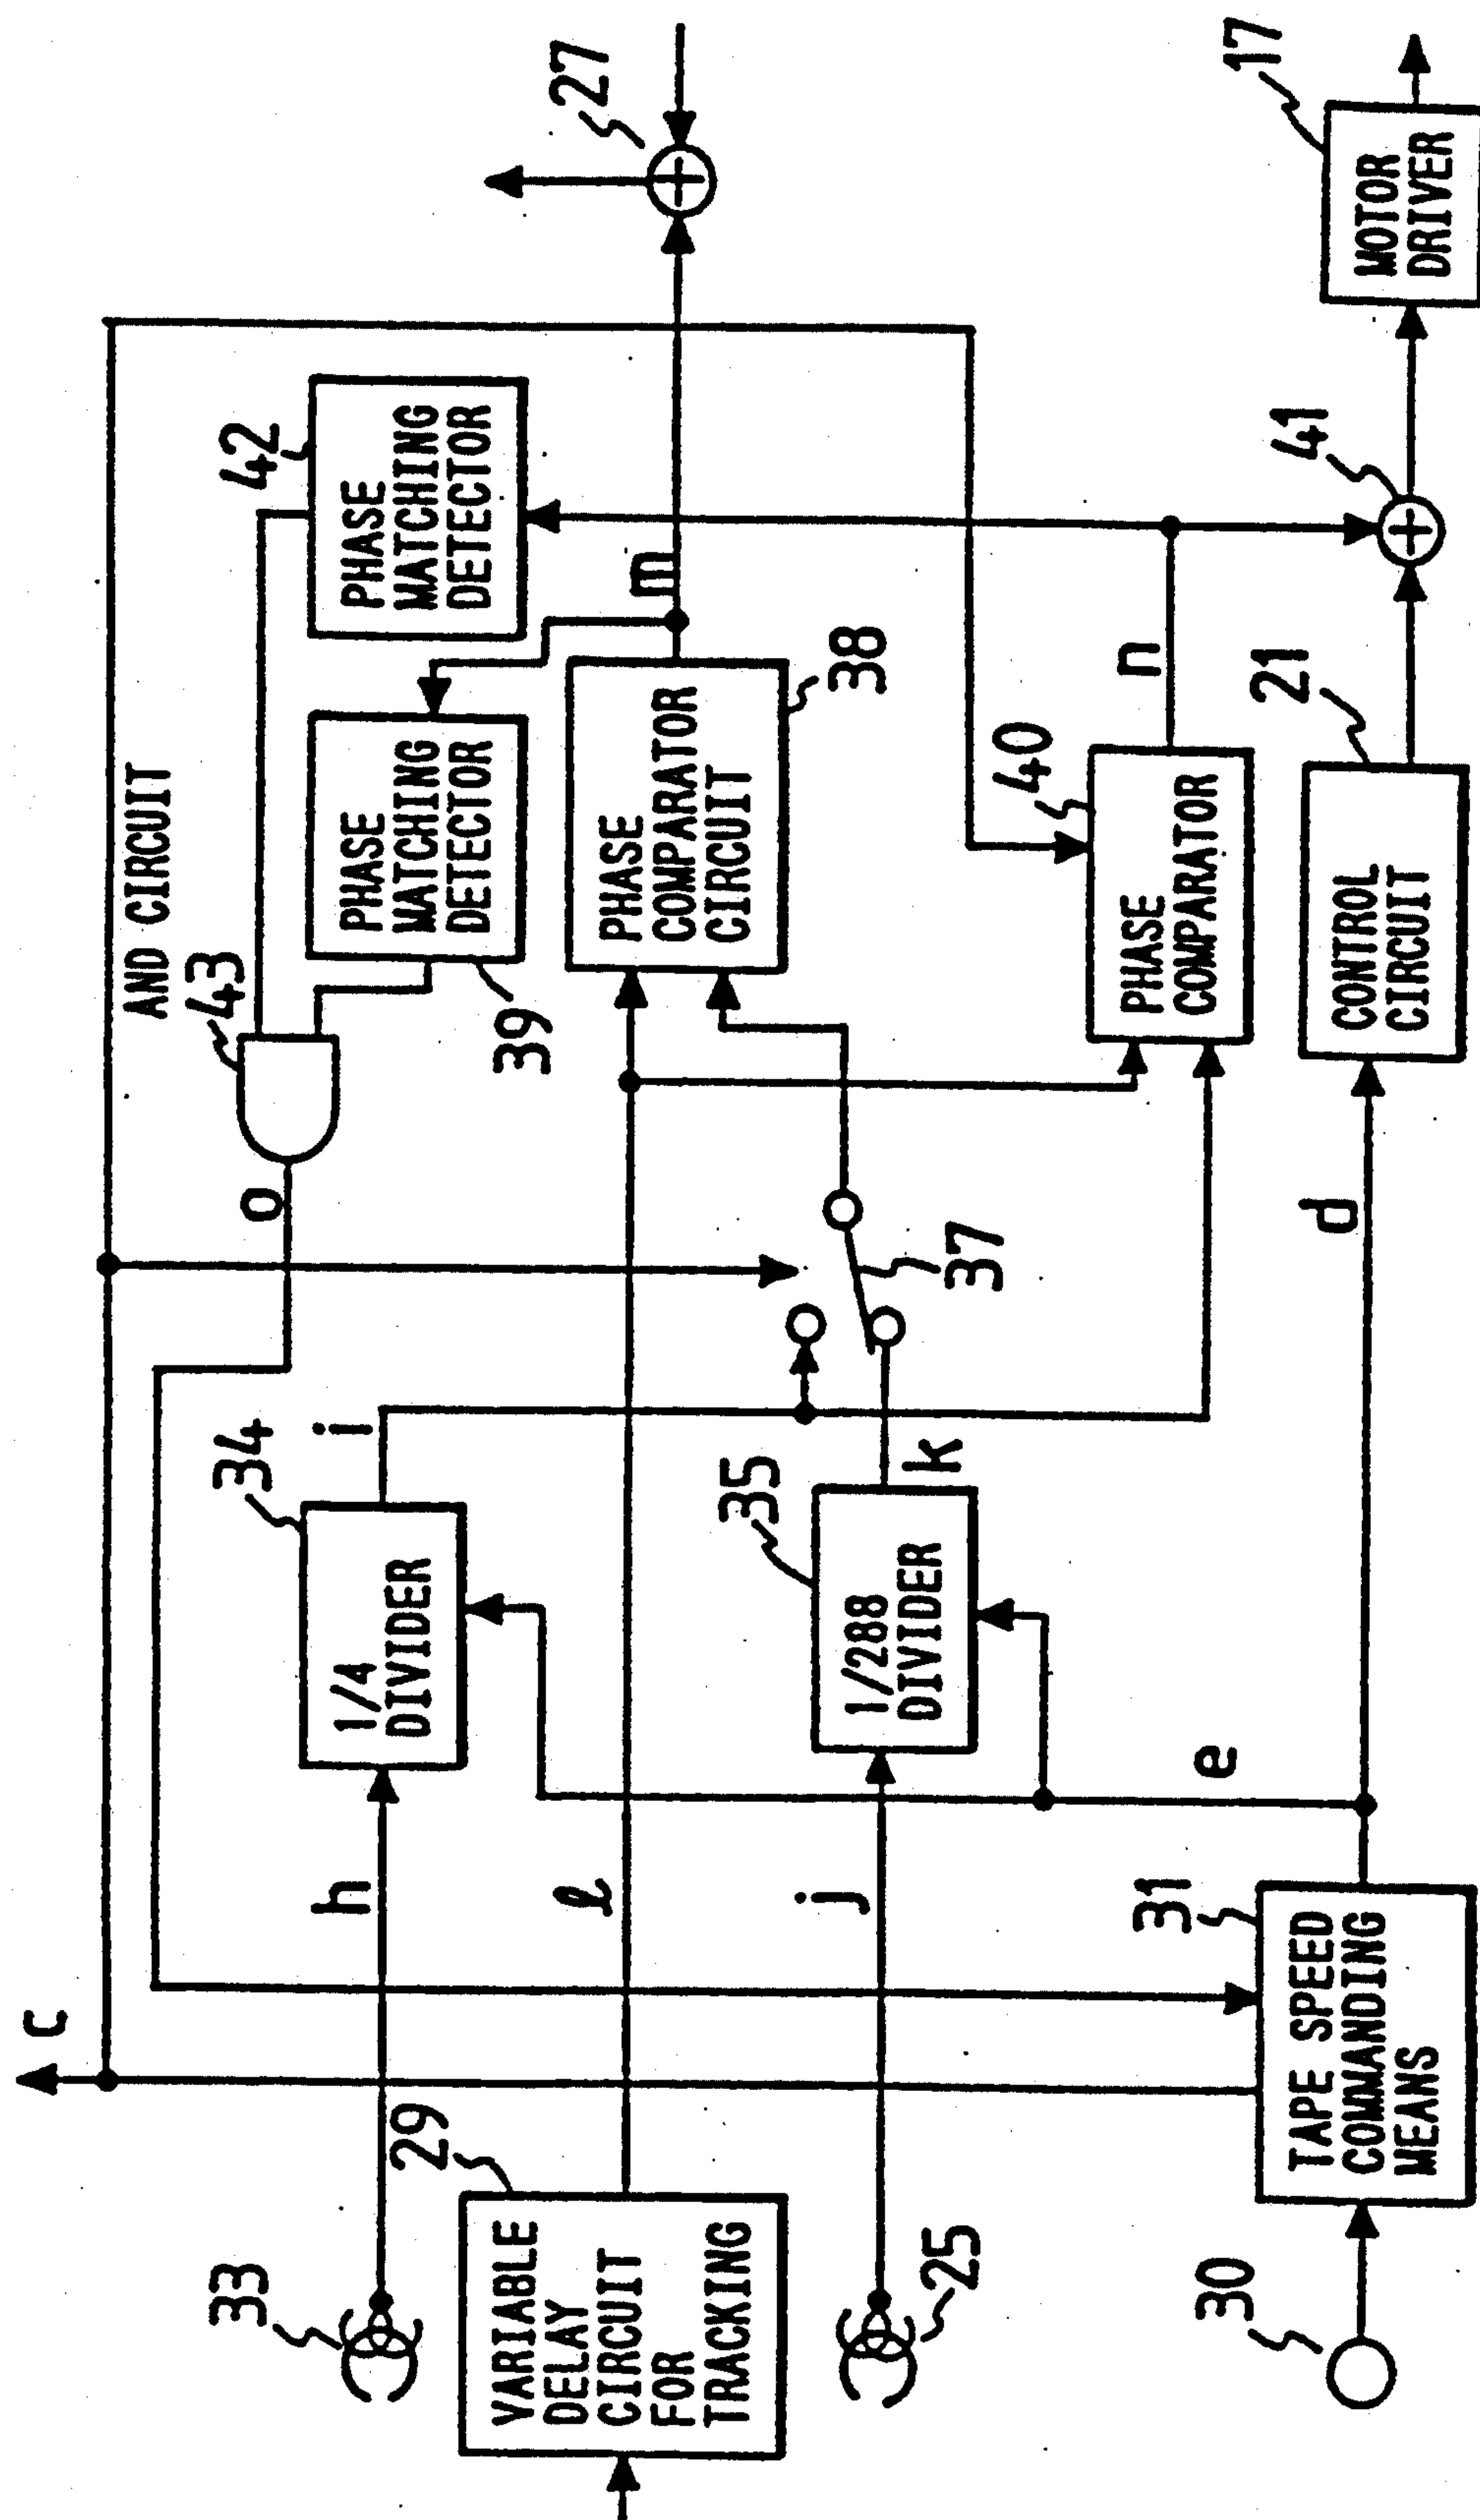 c
33
h
34
i
o
43
AND CIRCUIT
42
PHASE
MATCHING
DETECTOR
27
1/4
DIVIDER
39
PHASE
MATCHING
DETECTOR
m
29
VARIABLE
DELAY
CIRCUIT
FOR
TRACKING
ℓ
PHASE
COMPARATOR
CIRCUIT
38
25
j
35
1/288
DIVIDER
k
37
40
PHASE
COMPARATOR
n
30
31
TAPE SPEED
COMMANDING
MEANS
e
d
21
CONTROL
CIRCUIT
41
17
MOTOR
DRIVER